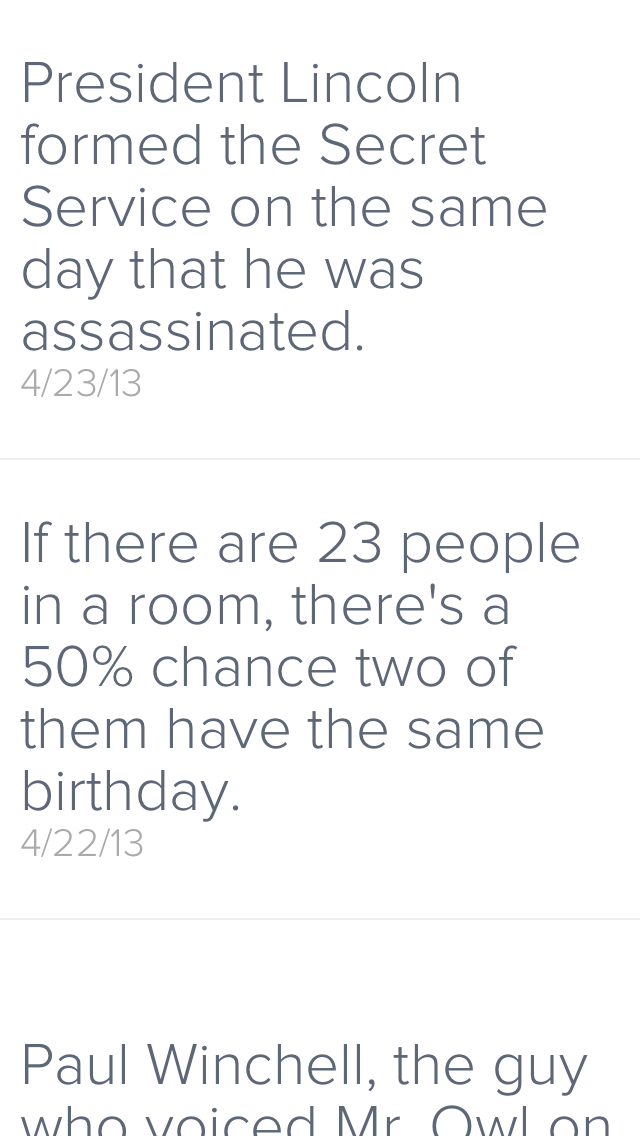 President Lincoln
formed the Secret
Service on the same
day that he was
assassinated.
4/23/13
If there are 23 people
in a room, there's a
50% chance two of
them have the same
birthday.
4/22/13
Paul Winchell, the guy
who voiced Mr. Owl on